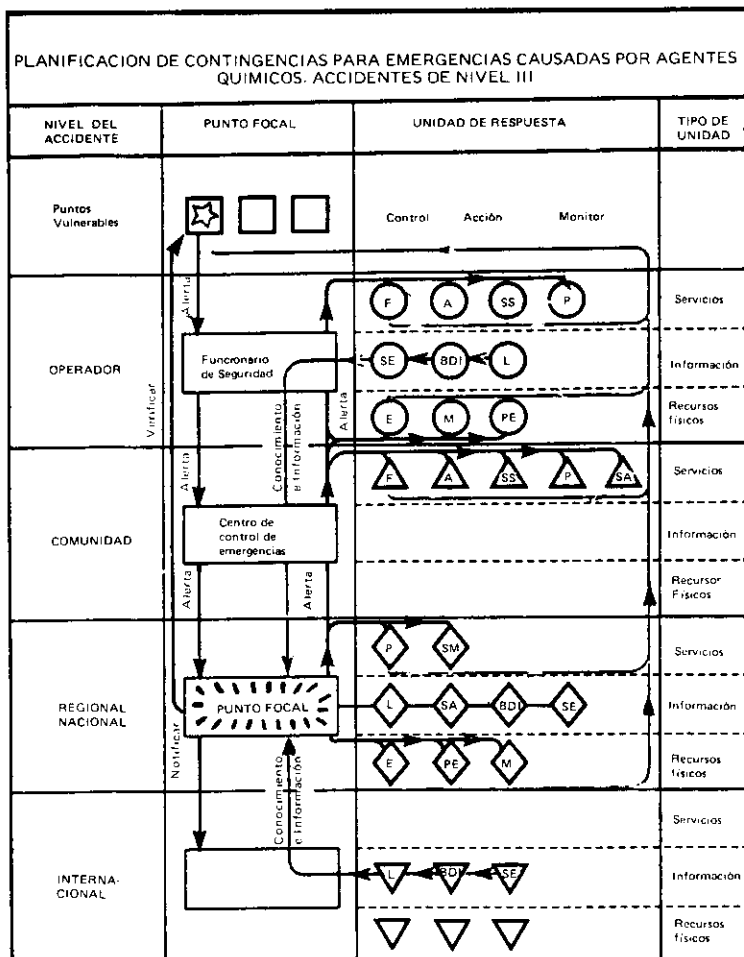 PLANIFICACION DE CONTINGENCIAS PARA EMERGENCIAS CAUSADAS POR AGENTES
QUIMICOS. ACCIDENTES DE NIVEL III
NIVEL DEL
ACCIDENTE
PUNTO FOCAL
UNIDAD DE RESPUESTA
TIPO DE
UNIDAD
Puntos
Vulnerables
Control Acción Monitor
Alerta
Verificar
OPERADOR
Funcionario
de Seguridad
Alerta
Conocimiento
e Información
Alerta
F A SS P
Servicios
SE BDI L
Información
E M PE
Recursos
físicos
COMUNIDAD
Centro de
control de
emergencias
Alerta
Alerta
F A SS P SA
Servicios
Información
Recursor
Físicos
REGIONAL
NACIONAL
PUNTO FOCAL
Notificar
Conocimiento
e Información
P SM
Servicios
L SA BDI SE
Información
E PE M
Recursos
físicos
INTERNA-
CIONAL
Servicios
L BDI SE
Información
Recursos
físicos